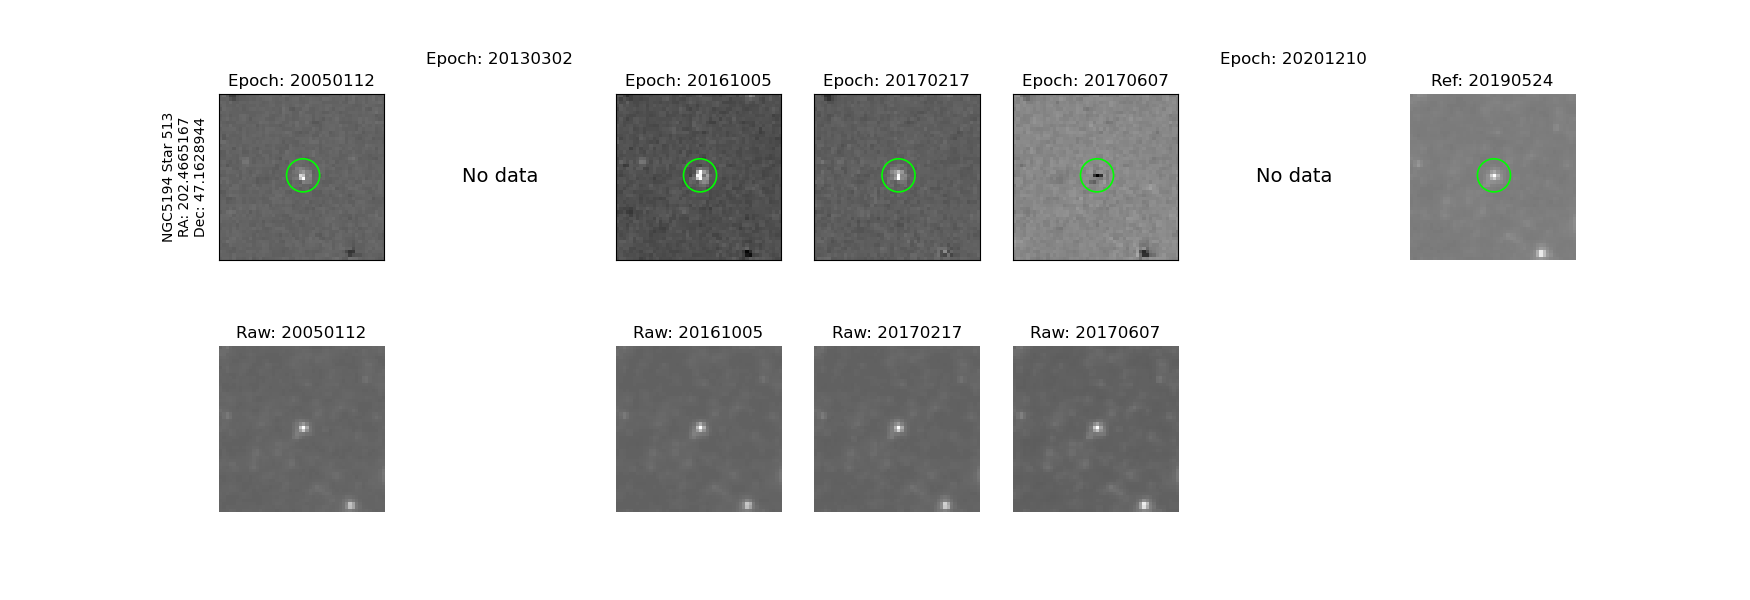 NGC5194 Star 513
RA: 202.4665167
Dec: 47.1628944
Epoch: 20050112
Epoch: 20130302
No data
Epoch: 20161005
Epoch: 20170217
Epoch: 20170607
Epoch: 20201210
No data
Ref: 20190524
Raw: 20050112
Raw: 20161005
Raw: 20170217
Raw: 20170607